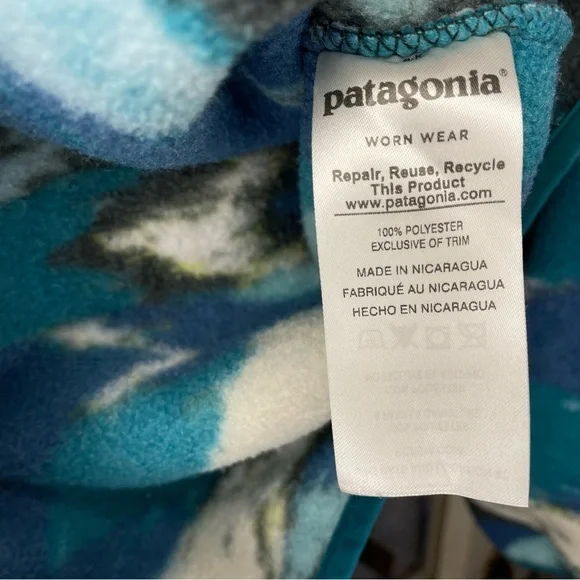 patagonia®
WORN WEAR
Repair, Reuse, Recycle
This Product
www.patagonia.com
100% POLYESTER
EXCLUSIVE OF TRIM
MADE IN NICARAGUA
FABRIQUÉ AU NICARAGUA
HECHO EN NICARAGUA